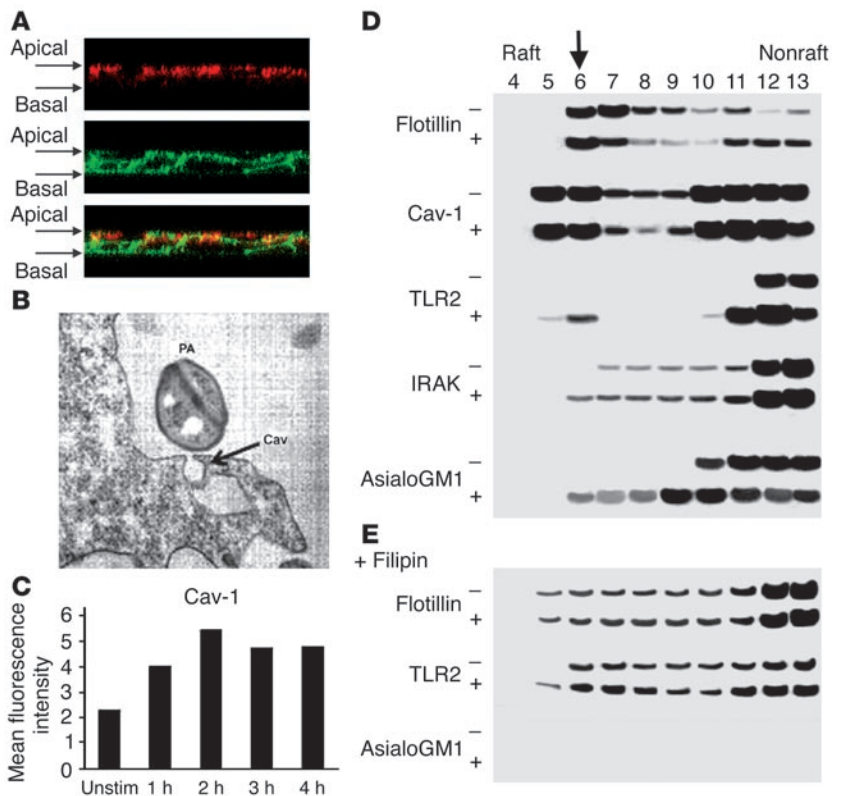 A
Apical
Basal
Apical
Basal
Apical
Basal
B
PA
Cav
C
Cav-1
Mean fluorescence
intensity
6
5
4
3
2
1
0
Unstim 1 h 2 h 3 h 4 h
D
Raft Nonraft
4 5 6 7 8 9 10 11 12 13
Flotillin − +
Cav-1 − +
TLR2 − +
IRAK − +
AsialoGM1 − +
E
+ Filipin
Flotillin − +
TLR2 − +
AsialoGM1 − +